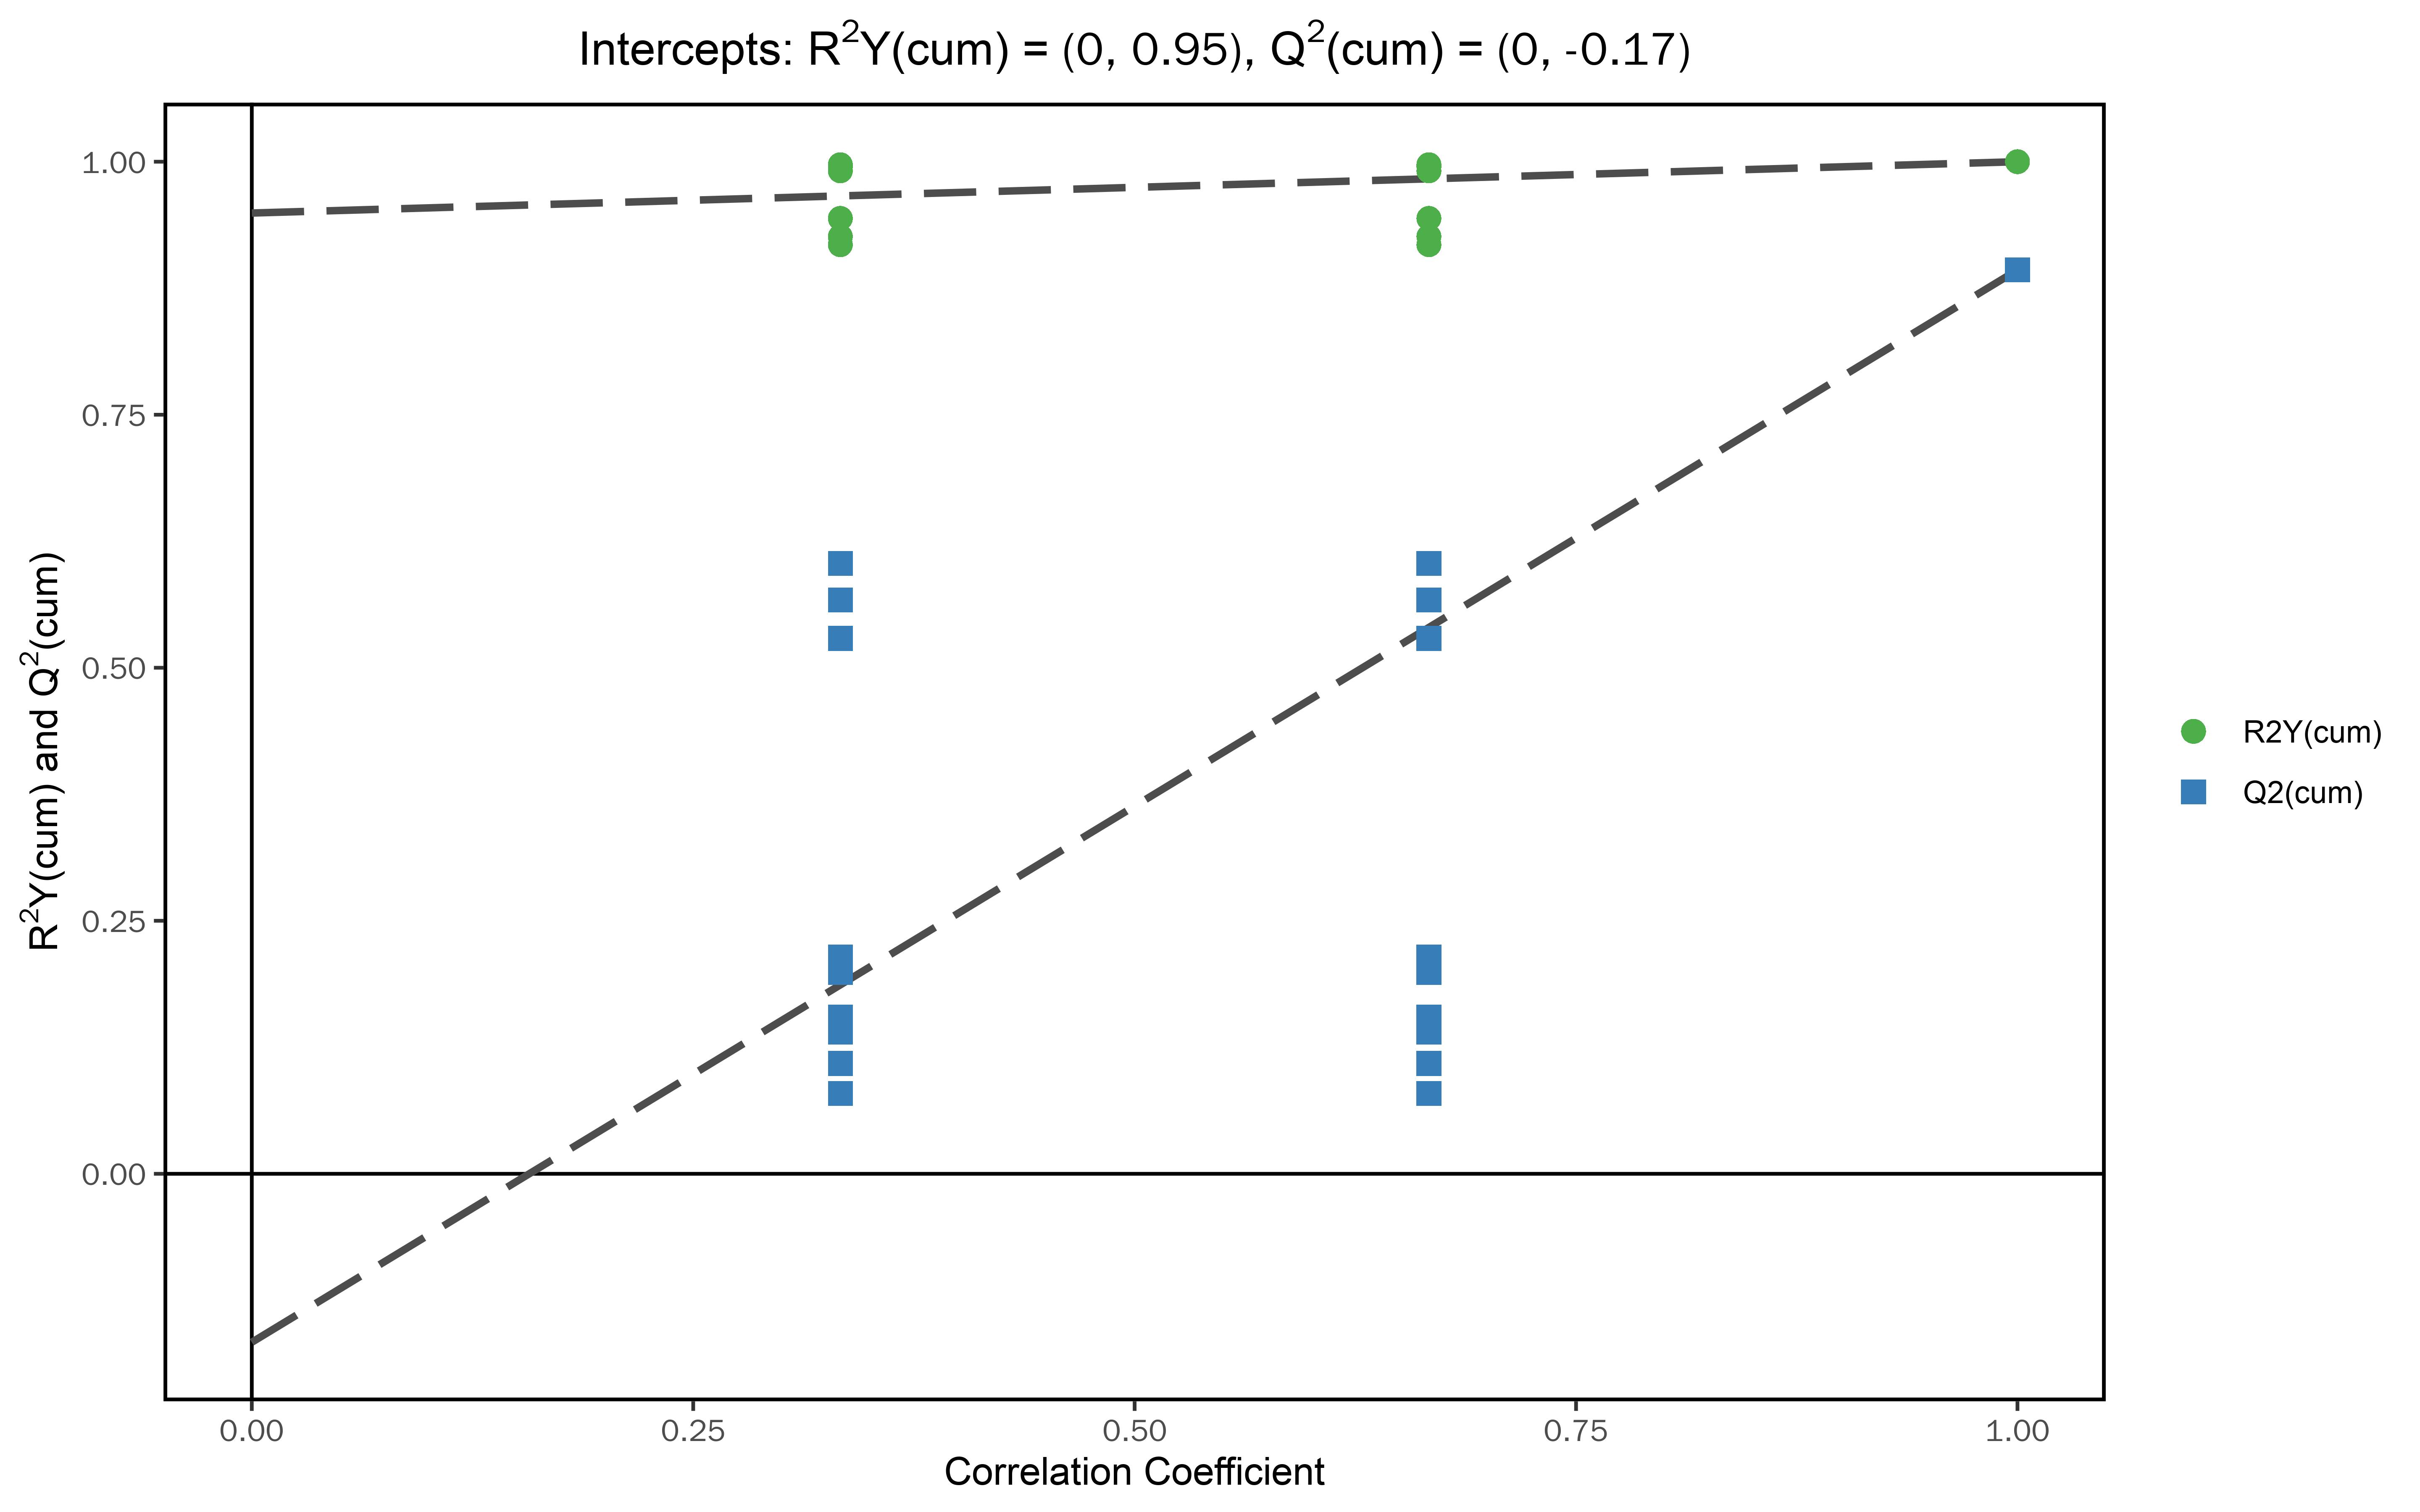 Intercepts: R²Y(cum) = (0, 0.95), Q²(cum) = (0, -0.17)
R²Y(cum) and Q²(cum)
1.00
0.75
0.50
0.25
0.00
0.00 0.25 0.50 0.75 1.00
Correlation Coefficient
R2Y(cum)
Q2(cum)